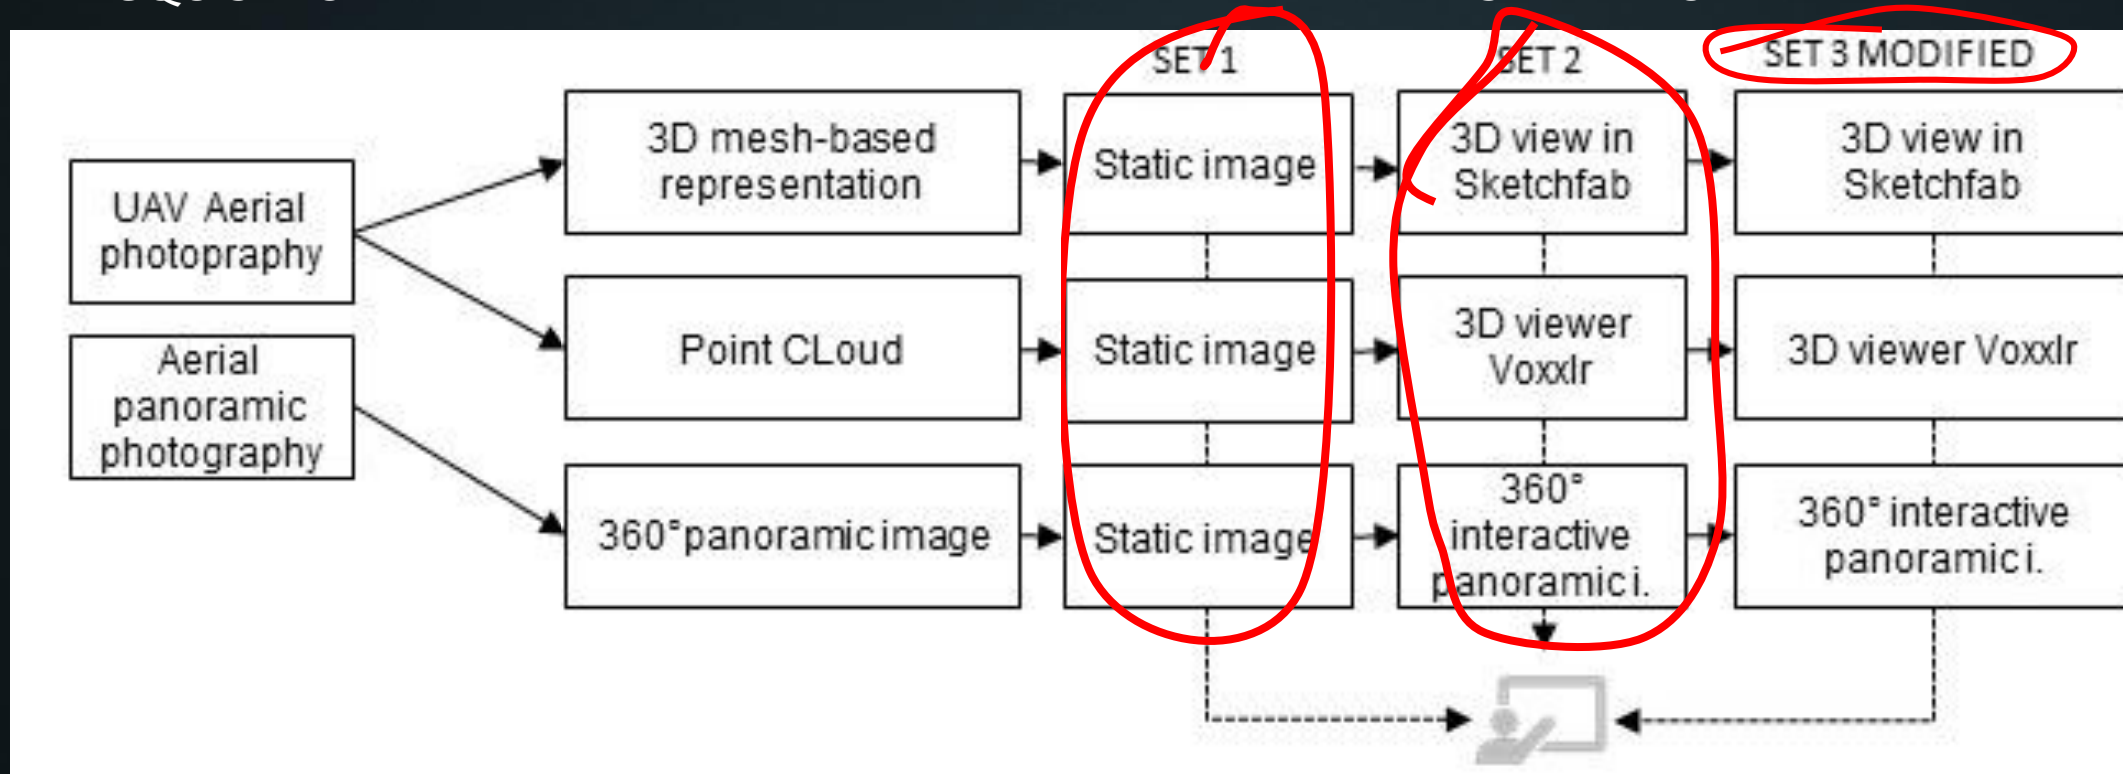 SET 1
SET 2
SET 3 MODIFIED
UAV Aerial
photopraphy
Aerial
panoramic
photography
3D mesh-based
representation
Static image
3D view in
Sketchfab
3D view in
Sketchfab
Point CLoud
Static image
3D viewer
Voxxlr
3D viewer Voxxlr
360°panoramic image
Static image
360°
interactive
panoramic i.
360° interactive
panoramic i.